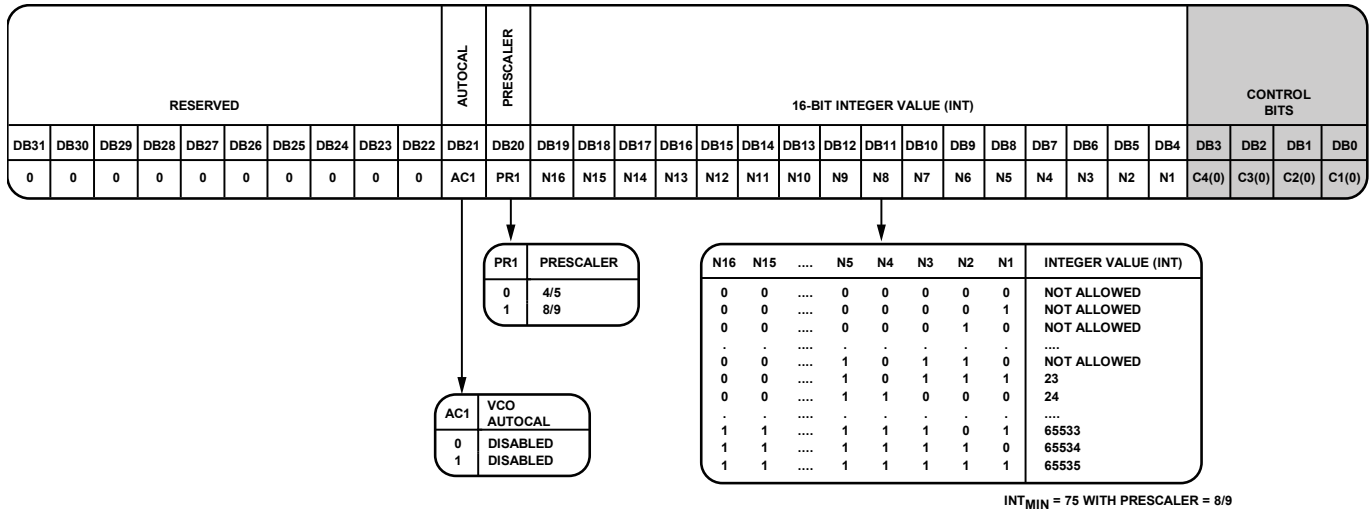 RESERVED AUTOCAL PRESCALER 16-BIT INTEGER VALUE (INT) CONTROL
BITS
DB31 DB30 DB29 DB28 DB27 DB26 DB25 DB24 DB23 DB22 DB21 DB20 DB19 DB18 DB17 DB16 DB15 DB14 DB13 DB12 DB11 DB10 DB9 DB8 DB7 DB6 DB5 DB4 DB3 DB2 DB1 DB0
0 0 0 0 0 0 0 0 0 0 AC1 PR1 N16 N15 N14 N13 N12 N11 N10 N9 N8 N7 N6 N5 N4 N3 N2 N1 C4(0) C3(0) C2(0) C1(0)
PR1 PRESCALER
0 4/5
1 8/9
AC1 VCO
AUTOCAL
0 DISABLED
1 DISABLED
N16 N15 .... N5 N4 N3 N2 N1 INTEGER VALUE (INT)
0 0 .... 0 0 0 0 0 NOT ALLOWED
0 0 .... 0 0 0 0 1 NOT ALLOWED
0 0 .... 0 0 0 1 0 NOT ALLOWED
. . .... . . . . . ....
0 0 .... 1 0 1 1 0 NOT ALLOWED
0 0 .... 1 0 1 1 1 23
0 0 .... 1 1 0 0 0 24
. . .... . . . . . ....
1 1 .... 1 1 1 0 1 65533
1 1 .... 1 1 1 1 0 65534
1 1 .... 1 1 1 1 1 65535
INTMIN = 75 WITH PRESCALER = 8/9